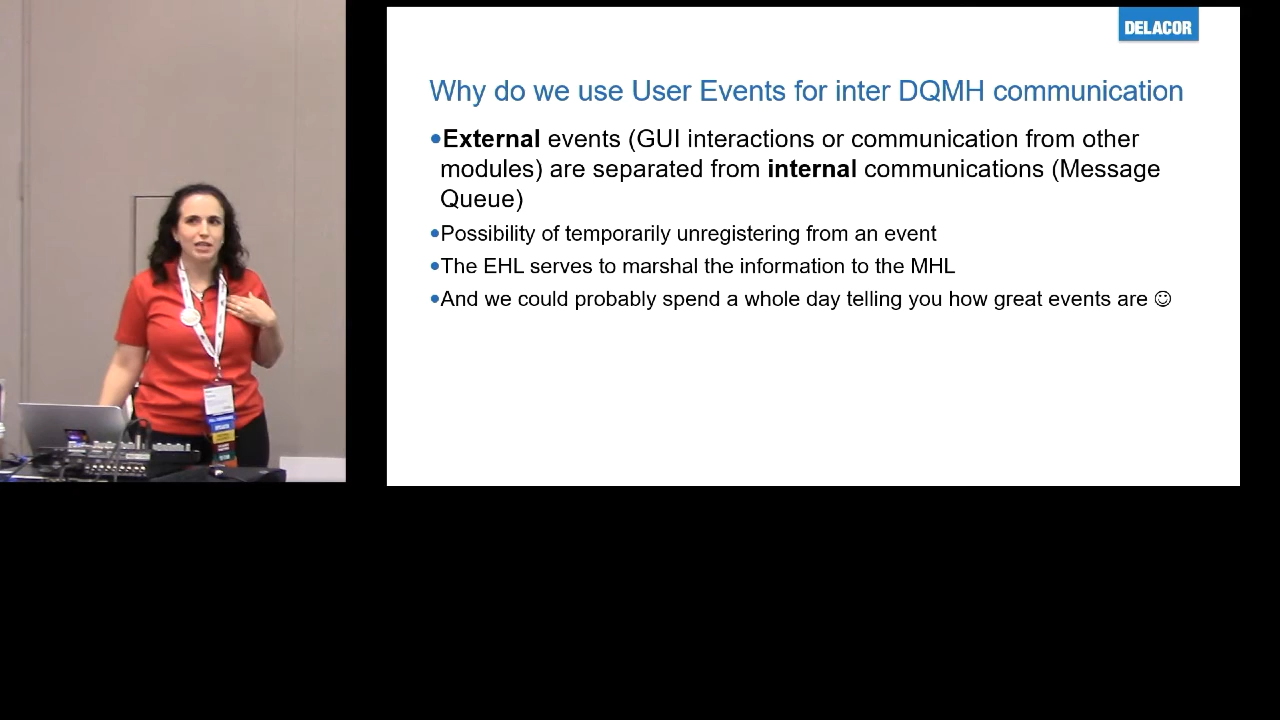 DELACOR
Why do we use User Events for inter DQMH communication
•External events (GUI interactions or communication from other
modules) are separated from internal communications (Message
Queue)
•Possibility of temporarily unregistering from an event
•The EHL serves to marshal the information to the MHL
•And we could probably spend a whole day telling you how great events are ☺